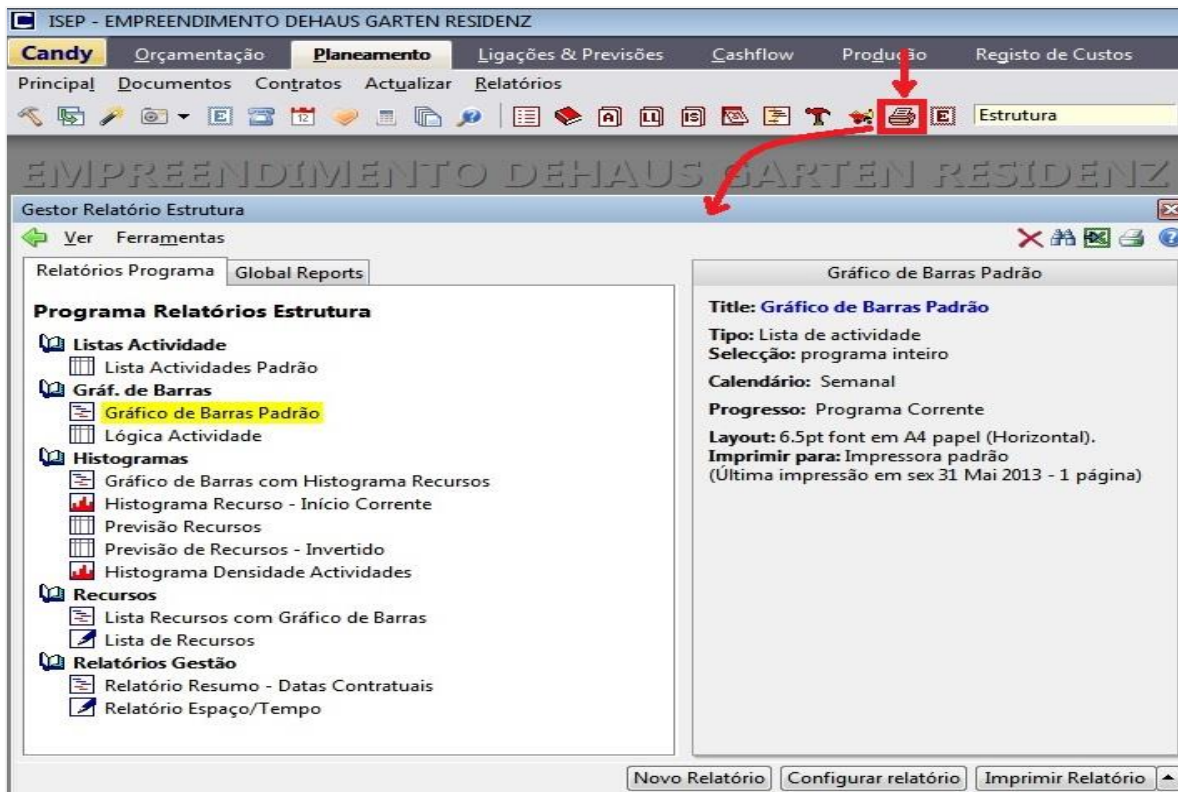 ISEP - EMPREENDIMENTO DEHAUS GARTEN RESIDENZ
Candy Orçamentação Planeamento Ligações & Previsões Cashflow Produção Registo de Custos
Principal Documentos Contratos Actualizar Relatórios
E 12 A LL IS E Estrutura
EMPREENDIMENTO DEHAUS GARTEN RESIDENZ
Gestor Relatório Estrutura
Ver Ferramentas
Relatórios Programa Global Reports
Programa Relatórios Estrutura
Listas Actividade
Lista Actividades Padrão
Gráf. de Barras
Gráfico de Barras Padrão
Lógica Actividade
Histogramas
Gráfico de Barras com Histograma Recursos
Histograma Recurso - Início Corrente
Previsão Recursos
Previsão de Recursos - Invertido
Histograma Densidade Actividades
Recursos
Lista Recursos com Gráfico de Barras
Lista de Recursos
Relatórios Gestão
Relatório Resumo - Datas Contratuais
Relatório Espaço/Tempo
Gráfico de Barras Padrão
Title: Gráfico de Barras Padrão
Tipo: Lista de actividade
Selecção: programa inteiro
Calendário: Semanal
Progresso: Programa Corrente
Layout: 6.5pt font em A4 papel (Horizontal).
Imprimir para: Impressora padrão
(Última impressão em sex 31 Mai 2013 - 1 página)
Novo Relatório Configurar relatório Imprimir Relatório